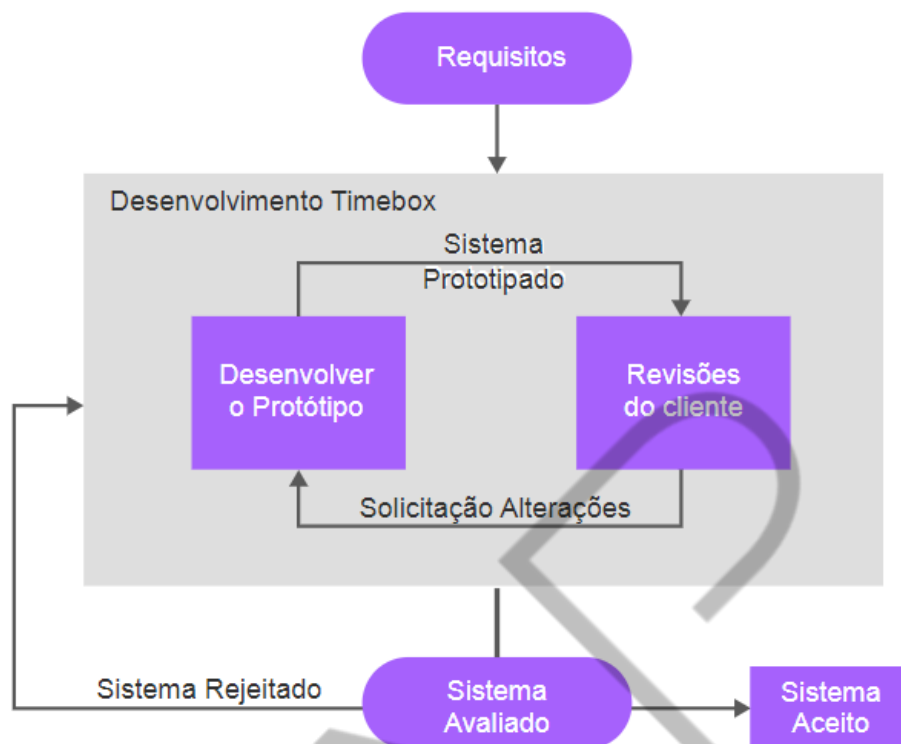 Requisitos
Desenvolvimento Timebox
Sistema
Prototipado
Desenvolver
o Protótipo
Revisões
do cliente
Solicitação Alterações
Sistema Rejeitado
Sistema
Avaliado
Sistema
Aceito